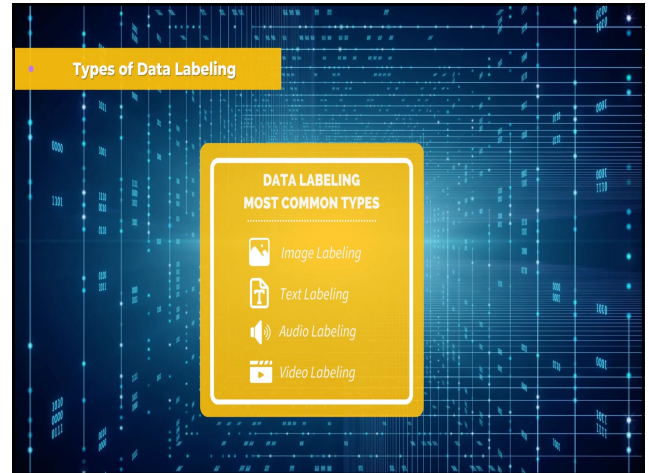 Types of Data Labeling
DATA LABELING
MOST COMMON TYPES
Image Labeling
Text Labeling
Audio Labeling
Video Labeling